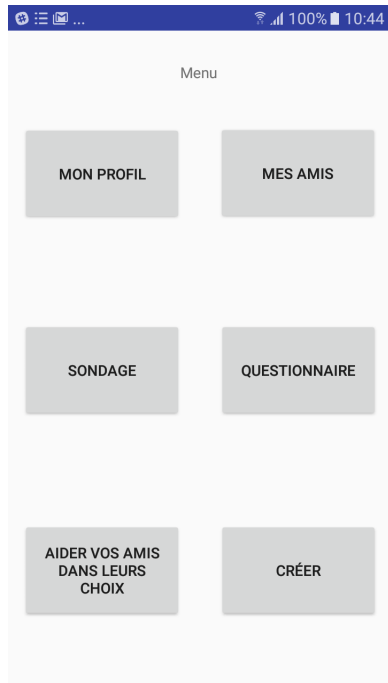 ... 100% 10:44
Menu
MON PROFIL
MES AMIS
SONDAGE
QUESTIONNAIRE
AIDER VOS AMIS
DANS LEURS
CHOIX
CRÉER